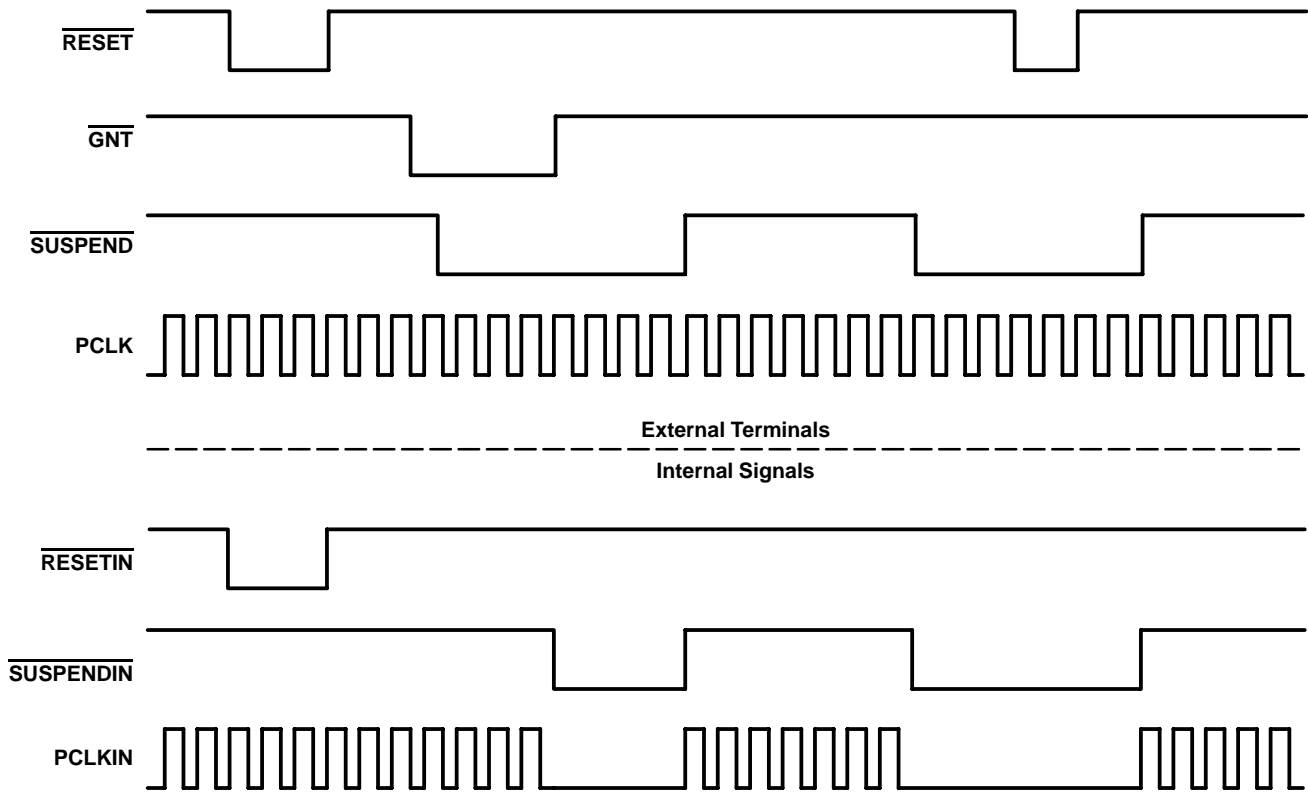 RESET
GNT
SUSPEND
PCLK
External Terminals
Internal Signals
RESETIN
SUSPENDIN
PCLKIN